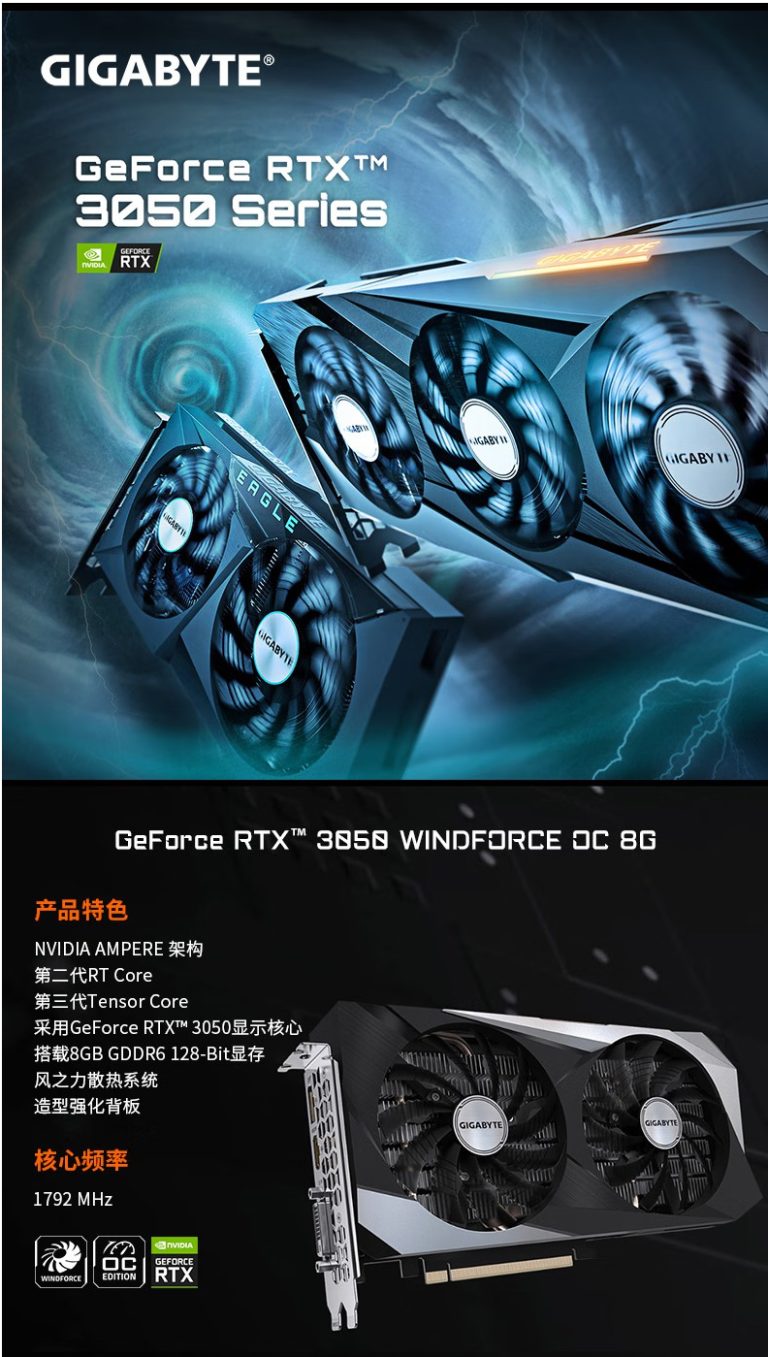 GIGABYTE®
GeForce RTX™
3050 Series
NVIDIA
GEFORCE
RTX
GIGABYTE
GIGABYTE
GIGABYTE
GIGABYTE
EAGLE
GIGABYTE
GIGABYTE
GIGABYTE
GeForce RTX™ 3050 WINDFORCE OC 8G
产品特色
NVIDIA AMPERE 架构
第二代RT Core
第三代Tensor Core
采用GeForce RTX™ 3050显示核心
搭载8GB GDDR6 128-Bit显存
风之力散热系统
造型强化背板
GIGABYTE
GIGABYTE
核心频率
1792 MHz
WINDFORCE
OC
EDITION
NVIDIA
GEFORCE
RTX